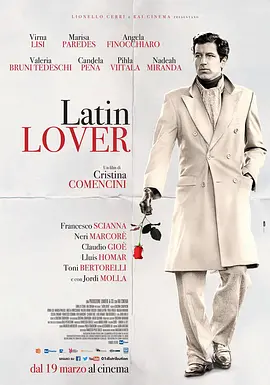 LIONELLO CERRI E RAI CINEMA PRESENTANO
Virna LISI
Marisa PAREDES
Angela FINOCCHIARO
Valeria BRUNI TEDESCHI
Candela PEÑA
Pihla VIITALA
Nadeah MIRANDA
Latin
LOVER
Un film di
Cristina
COMENCINI
Francesco SCIANNA
Neri MARCORÈ
Claudio GIOÈ
Lluís HOMAR
Toni BERTORELLI
e con Jordi MOLLÀ
dal 19 marzo al cinema